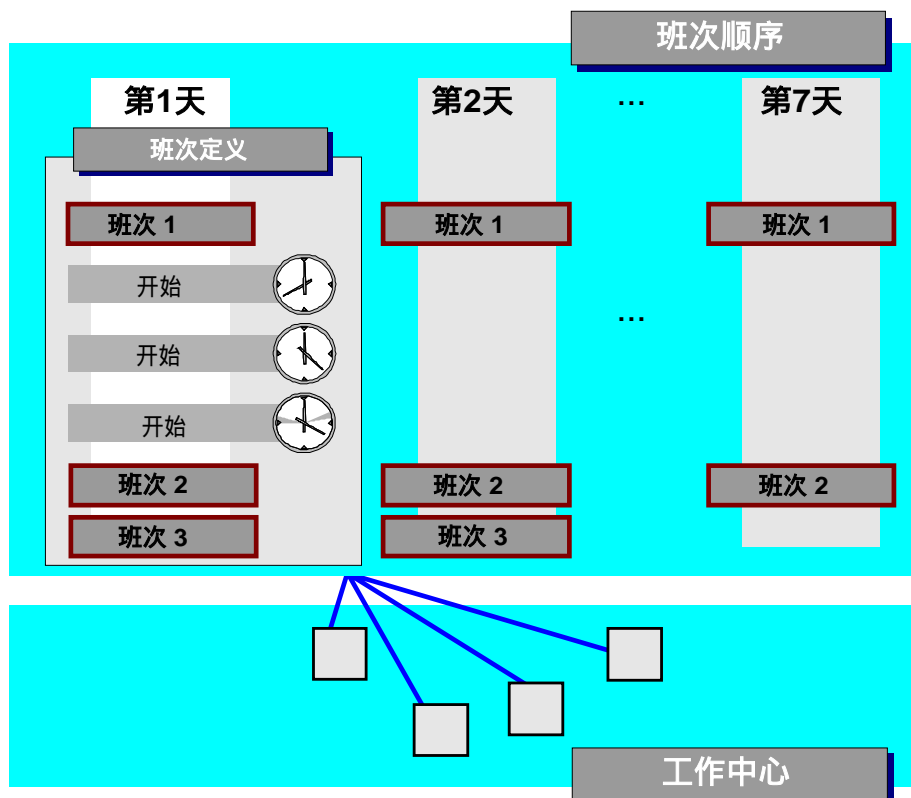 班次顺序
第1天
第2天
...
第7天
班次定义
班次 1
班次 1
班次 1
开始
...
开始
开始
班次 2
班次 2
班次 2
班次 3
班次 3
工作中心